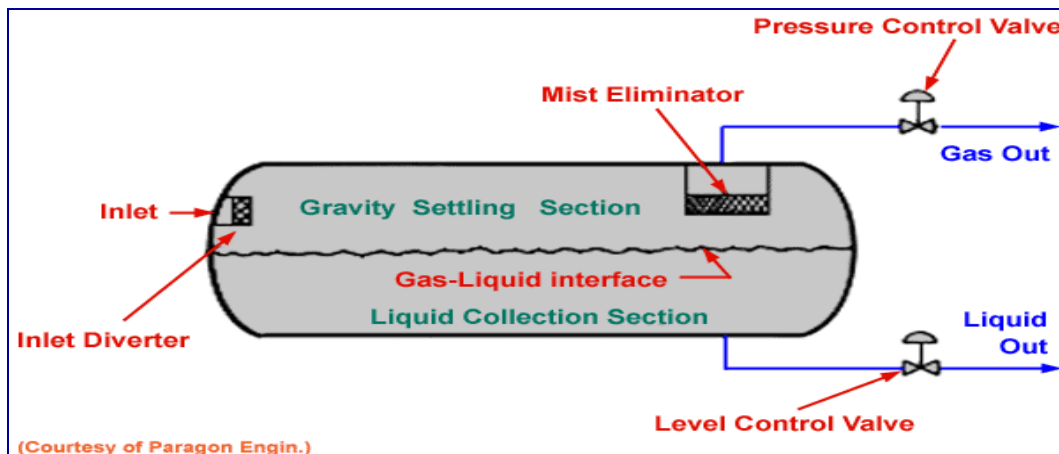 Pressure Control Valve
Mist Eliminator
Gas Out
Inlet
Gravity Settling Section
Gas-Liquid interface
Inlet Diverter
Liquid Collection Section
Liquid
Out
Level Control Valve
(Courtesy of Paragon Engin.)